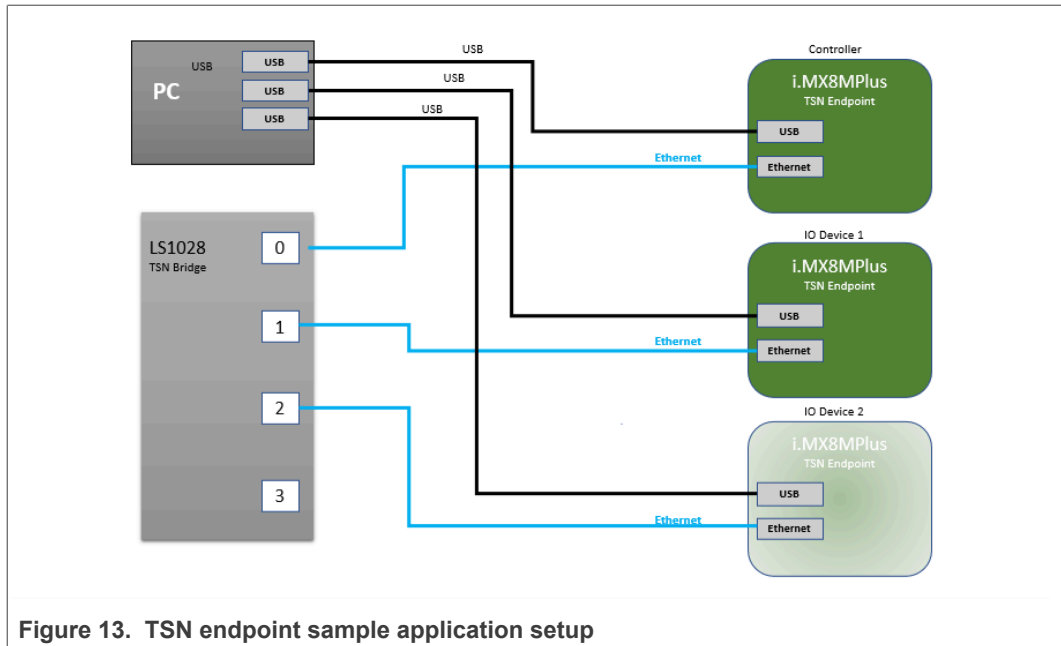 USB
PC
USB
USB
USB
USB
USB
USB
Controller
i.MX8MPlus
TSN Endpoint
USB
Ethernet
Ethernet
LS1028
TSN Bridge
0
1
2
3
IO Device 1
i.MX8MPlus
TSN Endpoint
USB
Ethernet
Ethernet
IO Device 2
i.MX8MPlus
TSN Endpoint
USB
Ethernet
Ethernet
Figure 13. TSN endpoint sample application setup